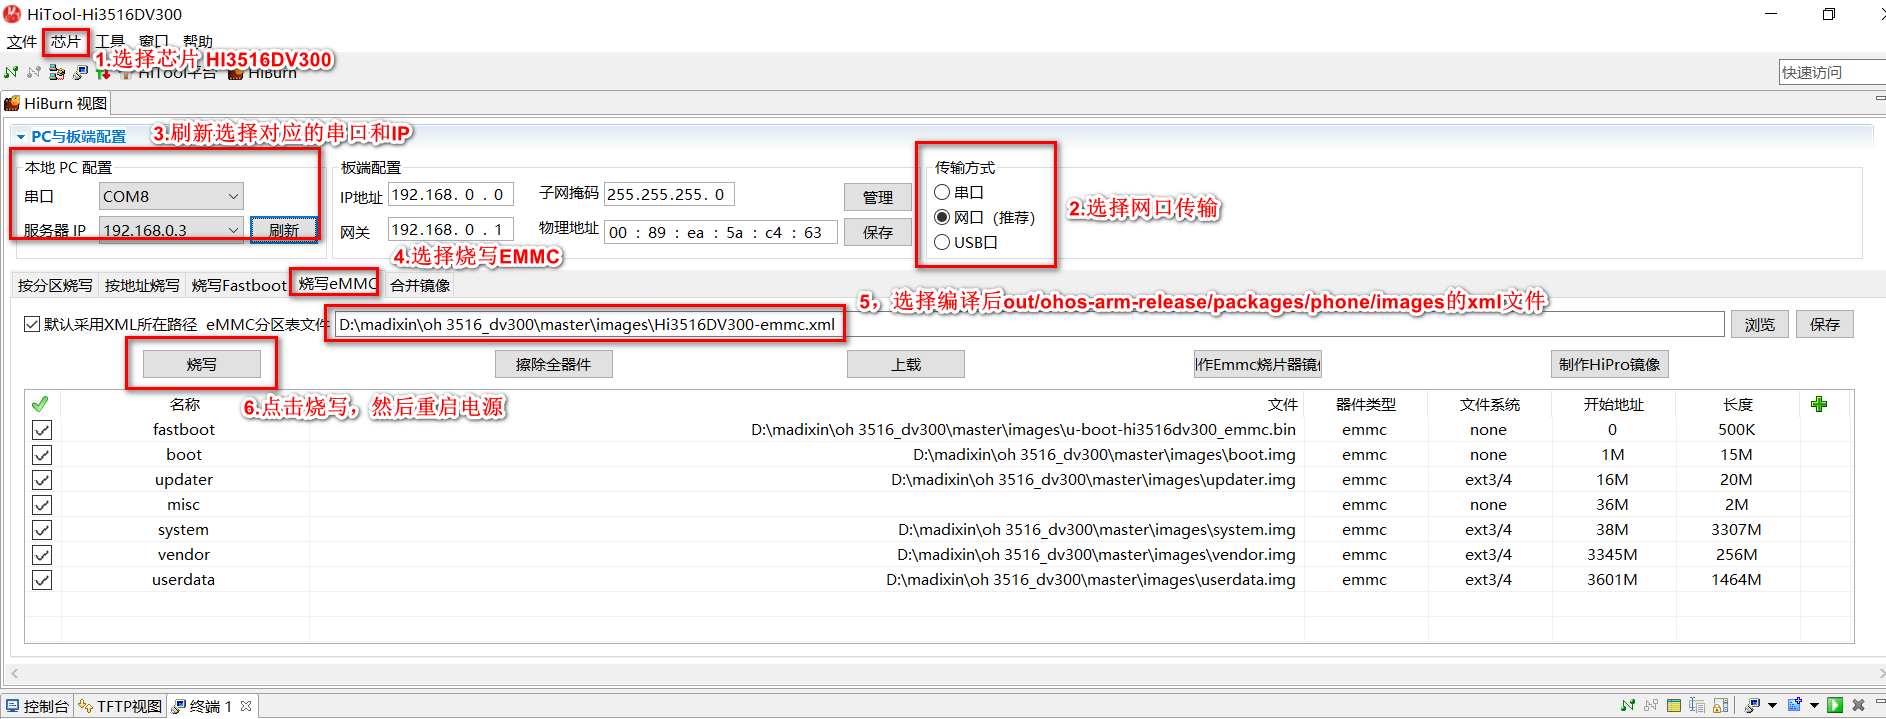 HiTool-Hi3516DV300
文件 芯片 工具 窗口 帮助
1.选择芯片 HI3516DV300
HiTool平台 HiBurn
快速访问
HiBurn 视图
PC与板端配置
3.刷新选择对应的串口和IP
本地 PC 配置 板端配置 传输方式
串口 COM8 IP地址 192.168. 0 . 0 子网掩码 255.255.255. 0 管理 串口
服务器 IP 192.168.0.3 刷新 网关 192.168. 0 . 1 物理地址 00 : 89 : ea : 5a : c4 : 63 保存 网口（推荐）
USB口
2.选择网口传输
4.选择烧写EMMC
按分区烧写 按地址烧写 烧写Fastboot 烧写eMMC 合并镜像
5，选择编译后out/ohos-arm-release/packages/phone/images的xml文件
默认采用XML所在路径 eMMC分区表文件 D:\madixin\oh 3516_dv300\master\images\Hi3516DV300-emmc.xml 浏览 保存
烧写 擦除全器件 上载 作Emmc烧片器镜 制作HiPro镜像
6.点击烧写，然后重启电源
名称 文件 器件类型 文件系统 开始地址 长度
fastboot D:\madixin\oh 3516_dv300\master\images\u-boot-hi3516dv300_emmc.bin emmc none 0 500K
boot D:\madixin\oh 3516_dv300\master\images\boot.img emmc none 1M 15M
updater D:\madixin\oh 3516_dv300\master\images\updater.img emmc ext3/4 16M 20M
misc emmc none 36M 2M
system D:\madixin\oh 3516_dv300\master\images\system.img emmc ext3/4 38M 3307M
vendor D:\madixin\oh 3516_dv300\master\images\vendor.img emmc ext3/4 3345M 256M
userdata D:\madixin\oh 3516_dv300\master\images\userdata.img emmc ext3/4 3601M 1464M
控制台 TFTP视图 终端 1